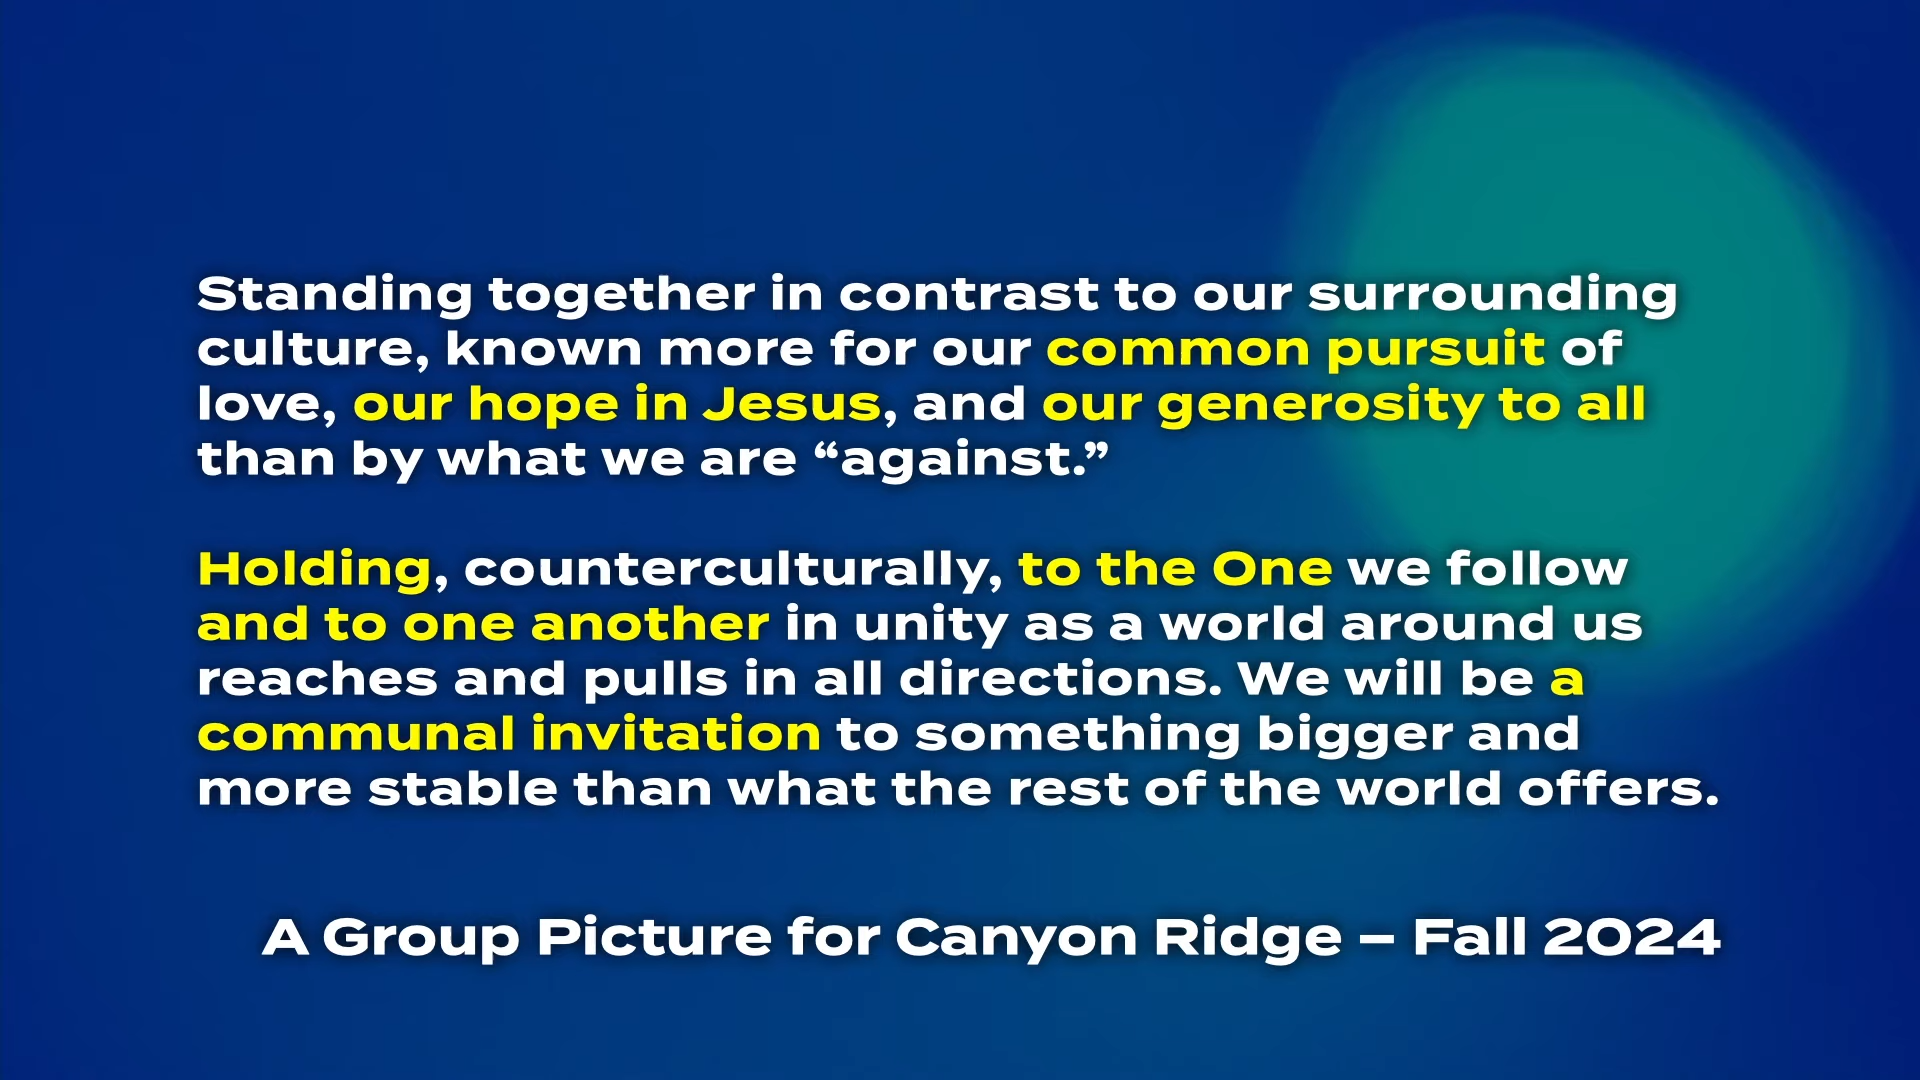 Standing together in contrast to our surrounding
culture, known more for our common pursuit of
love, our hope in Jesus, and our generosity to all
than by what we are “against.”
Holding, counterculturally, to the One we follow
and to one another in unity as a world around us
reaches and pulls in all directions. We will be a
communal invitation to something bigger and
more stable than what the rest of the world offers.
A Group Picture for Canyon Ridge – Fall 2024